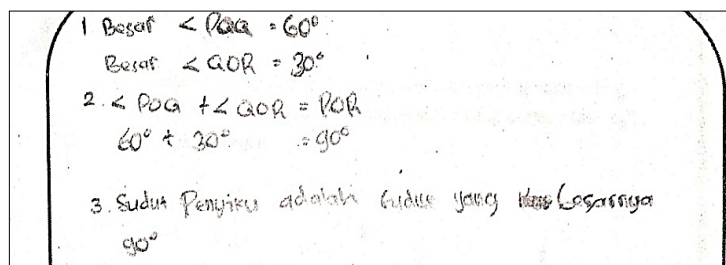 1 Besar < POQ = 60°
Besar < QOR = 30°
2. < POQ + < QOR = POR
60° + 30° = 90°
3. Sudut Penyiku adalah sudut yang besarnya
90°